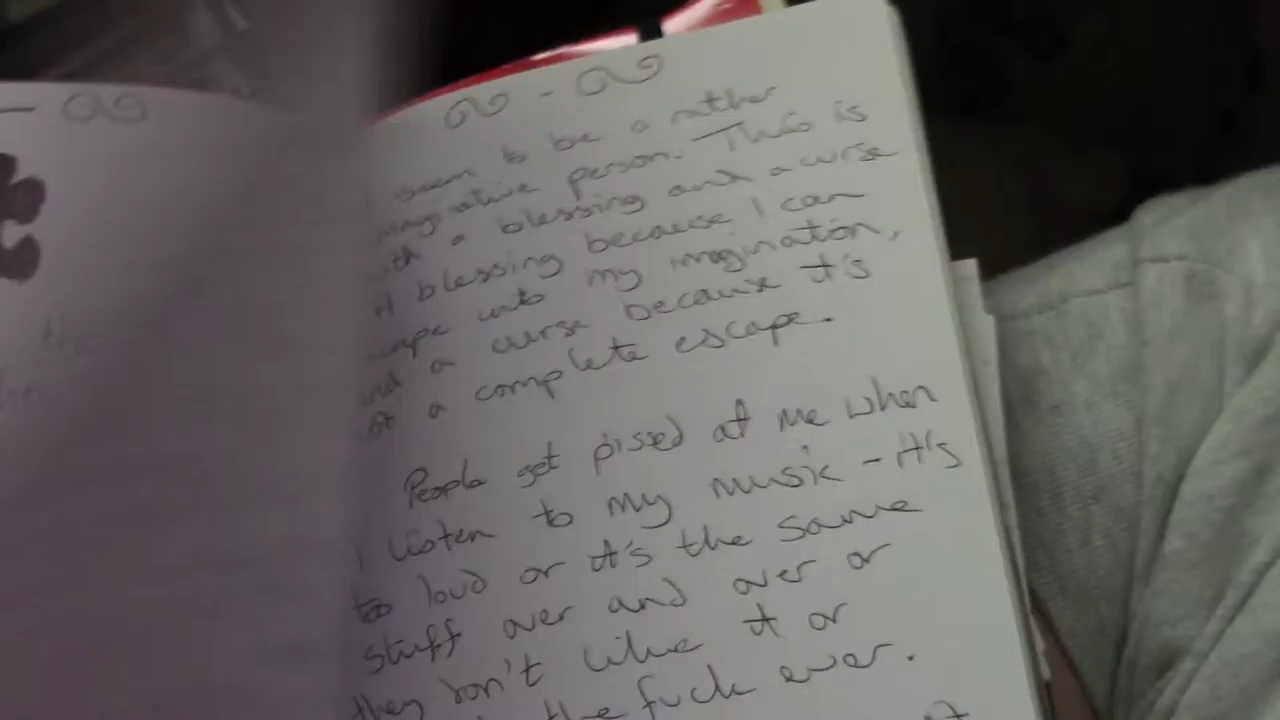 seem to be a rather
imaginative person. This is
both a blessing and a curse
A blessing because I can
escape into my imagination,
and a curse because it's
not a complete escape.
People get pissed at me when
I listen to my music - it's
too loud or it's the same
stuff over and over or
they don't like it or
the fuck ever.